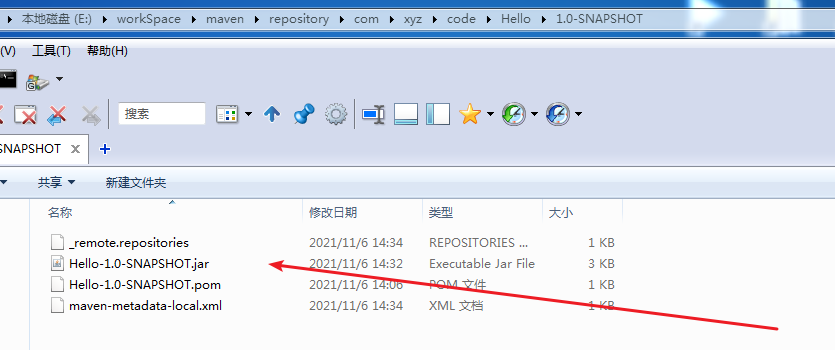 本地磁盘 (E:) workSpace maven repository com xyz code Hello 1.0-SNAPSHOT
(V) 工具(T) 帮助(H)
搜索
SNAPSHOT
共享 新建文件夹
名称 修改日期 类型 大小
_remote.repositories 2021/11/6 14:34 REPOSITORIES ... 1 KB
Hello-1.0-SNAPSHOT.jar 2021/11/6 14:32 Executable Jar File 3 KB
Hello-1.0-SNAPSHOT.pom 2021/11/6 14:06 POM 文件 1 KB
maven-metadata-local.xml 2021/11/6 14:34 XML 文档 1 KB